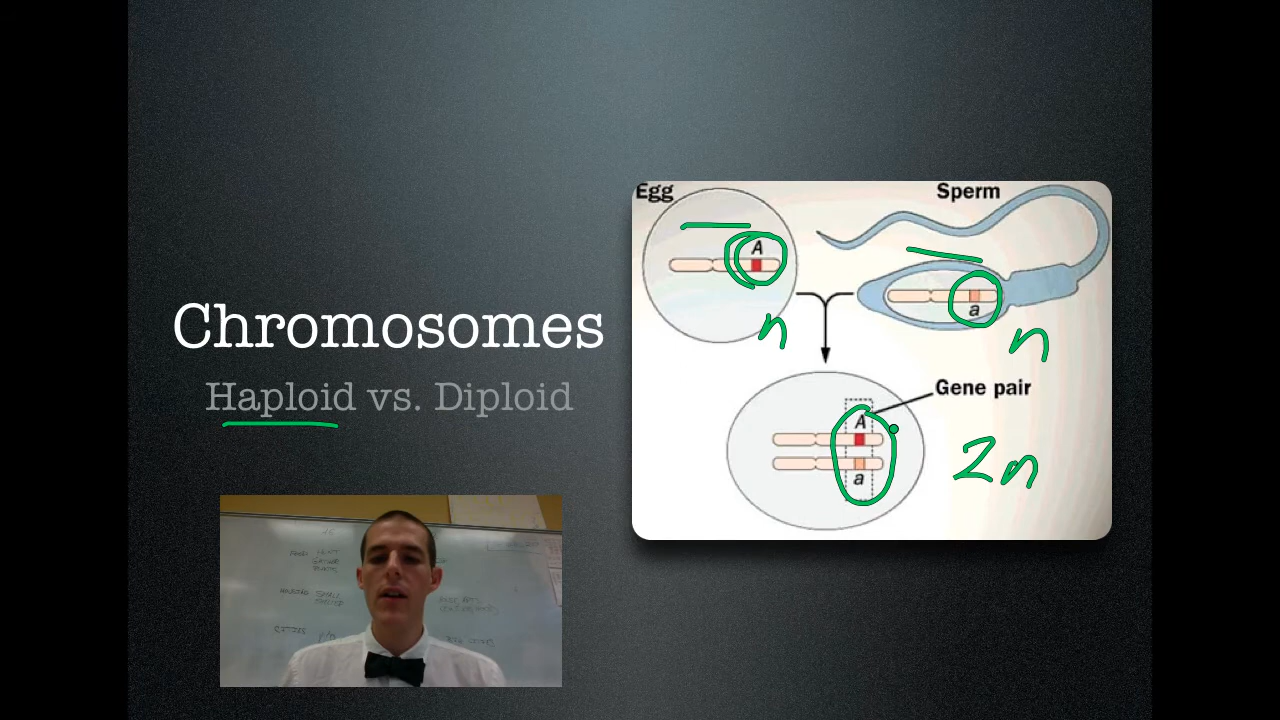 Chromosomes
Haploid vs. Diploid
Egg
Sperm
A
a
n
n
Gene pair
A
a
2n